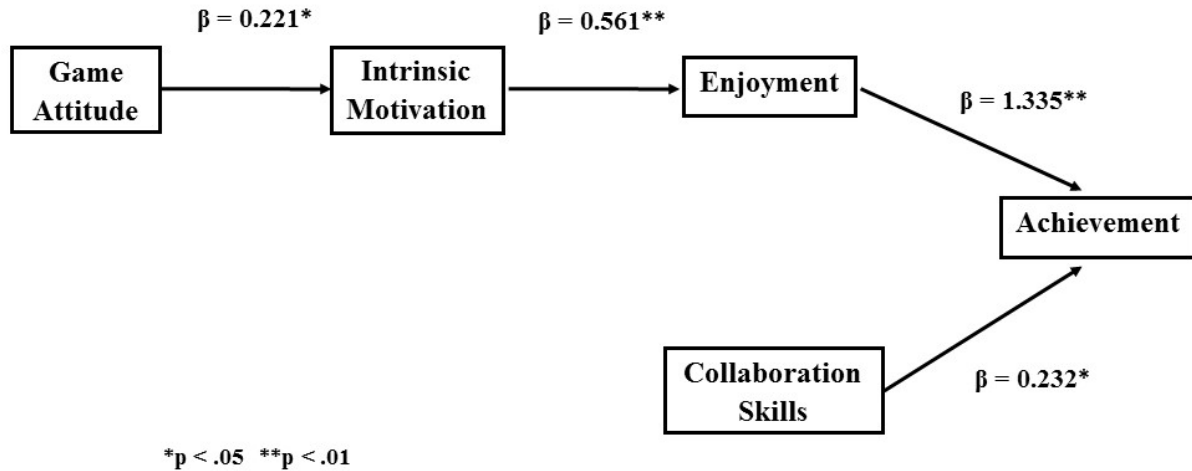 β = 0.221*
β = 0.561**
Game
Attitude
Intrinsic
Motivation
Enjoyment
β = 1.335**
Achievement
Collaboration
Skills
β = 0.232*
*p < .05 **p < .01